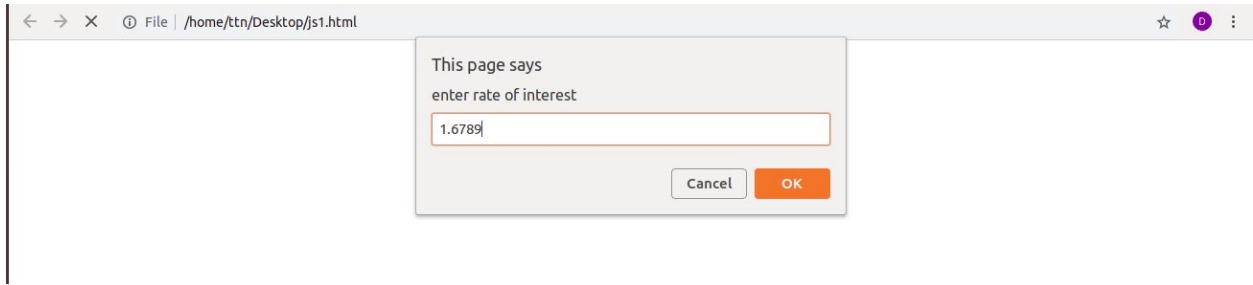 File | /home/ttn/Desktop/js1.html
D
This page says
enter rate of interest
1.6789
Cancel OK